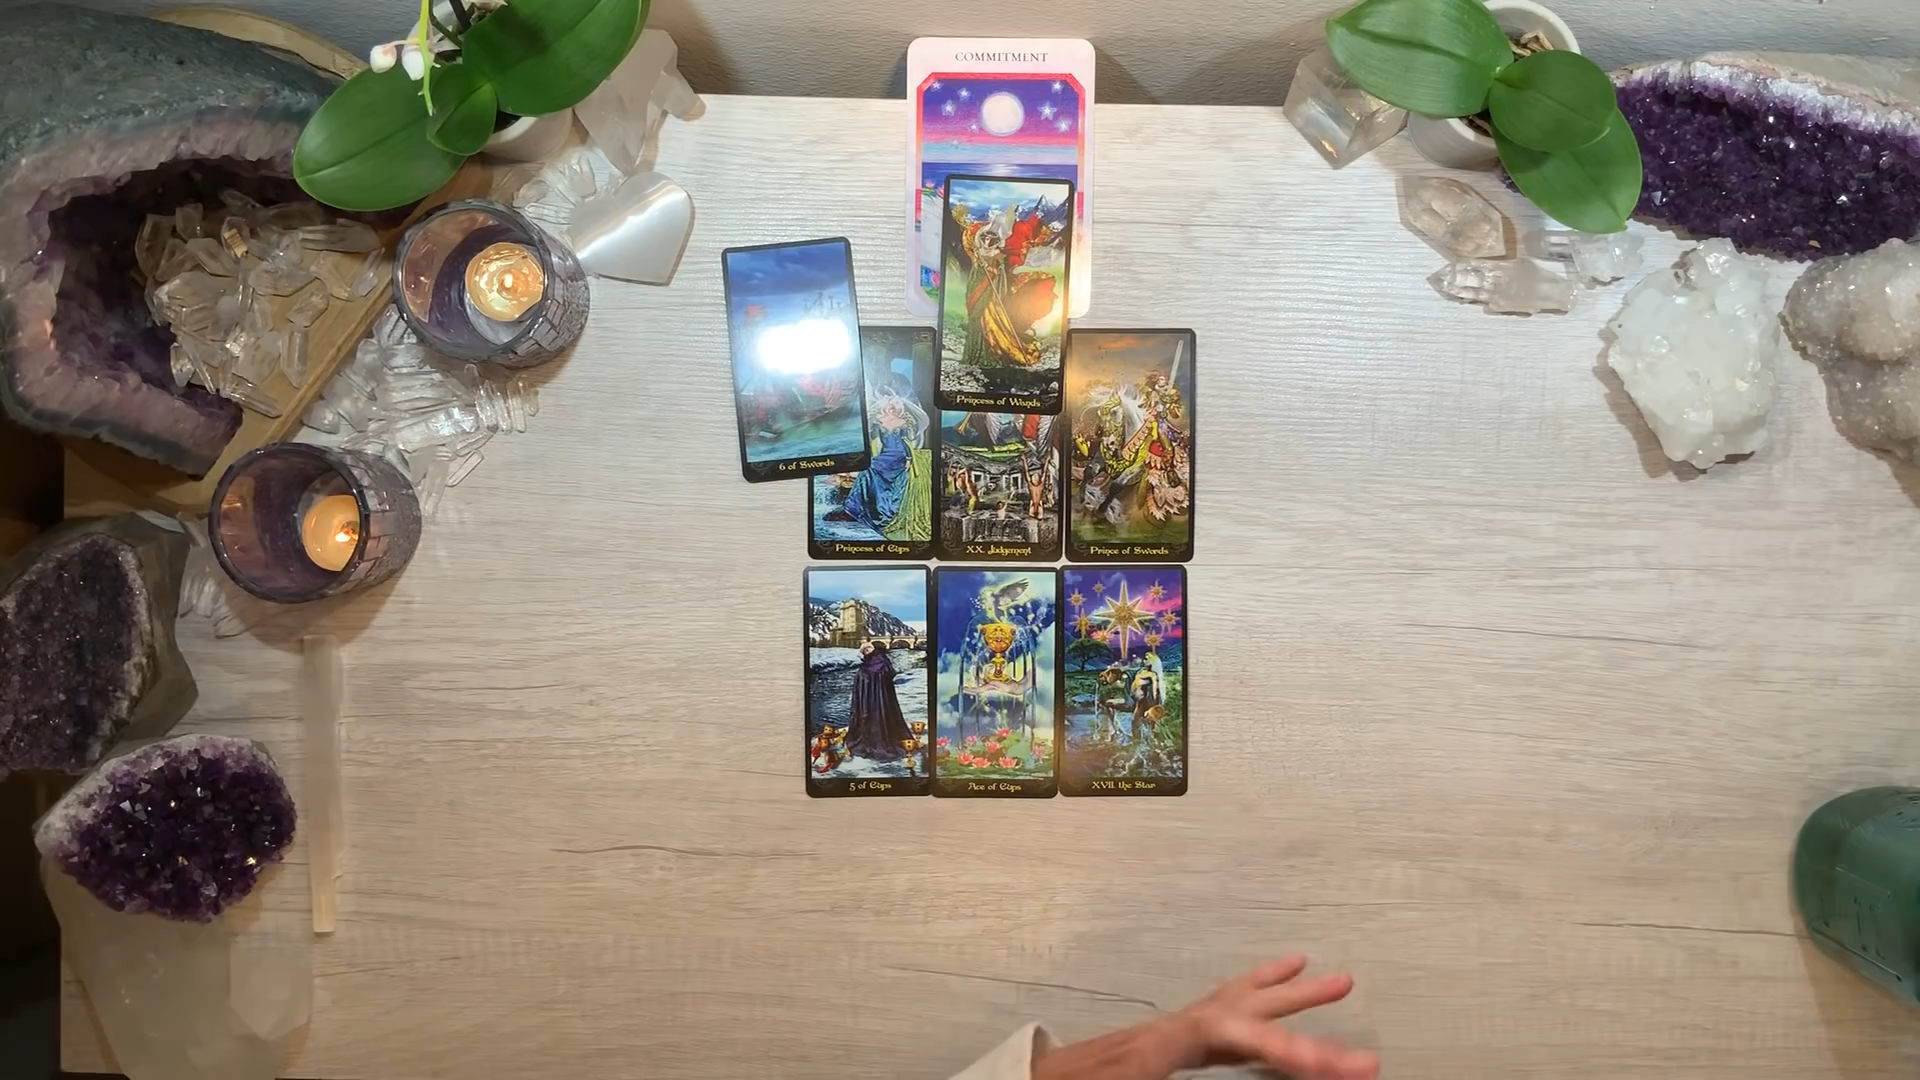 COMMITMENT
Princess of Wands
6 of Swords
Princess of Cups
XX. Judgement
Prince of Swords
5 of Cups
Ace of Cups
XVII. the Star